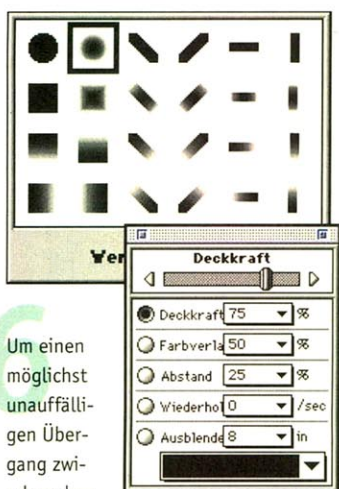 Ver
Deckkraft
Deckkraft 75 %
Farbverla 50 %
Abstand 25 %
Wiederhol 0 /sec
Ausblende 8 in
6
Um einen
möglichst
unauffälli-
gen Über-
gang zwi-